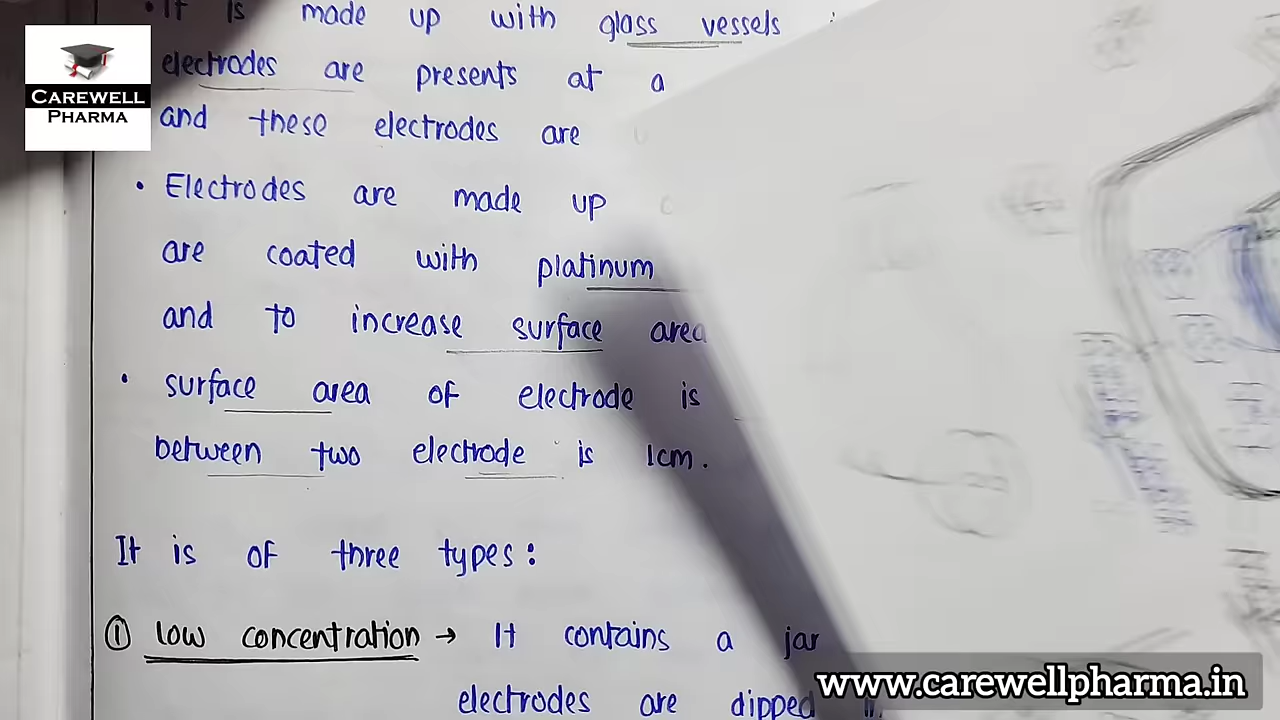 • It is made up with glass vessels
CAREWELL
PHARMA
electrodes are presents at a
and these electrodes are
• Electrodes are made up
are coated with platinum
and to increase surface area
• surface area of electrode is
between two electrode is 1cm.
It is of three types:
① low concentration → It contains a jar
electrodes are dipped
www.carewellpharma.in